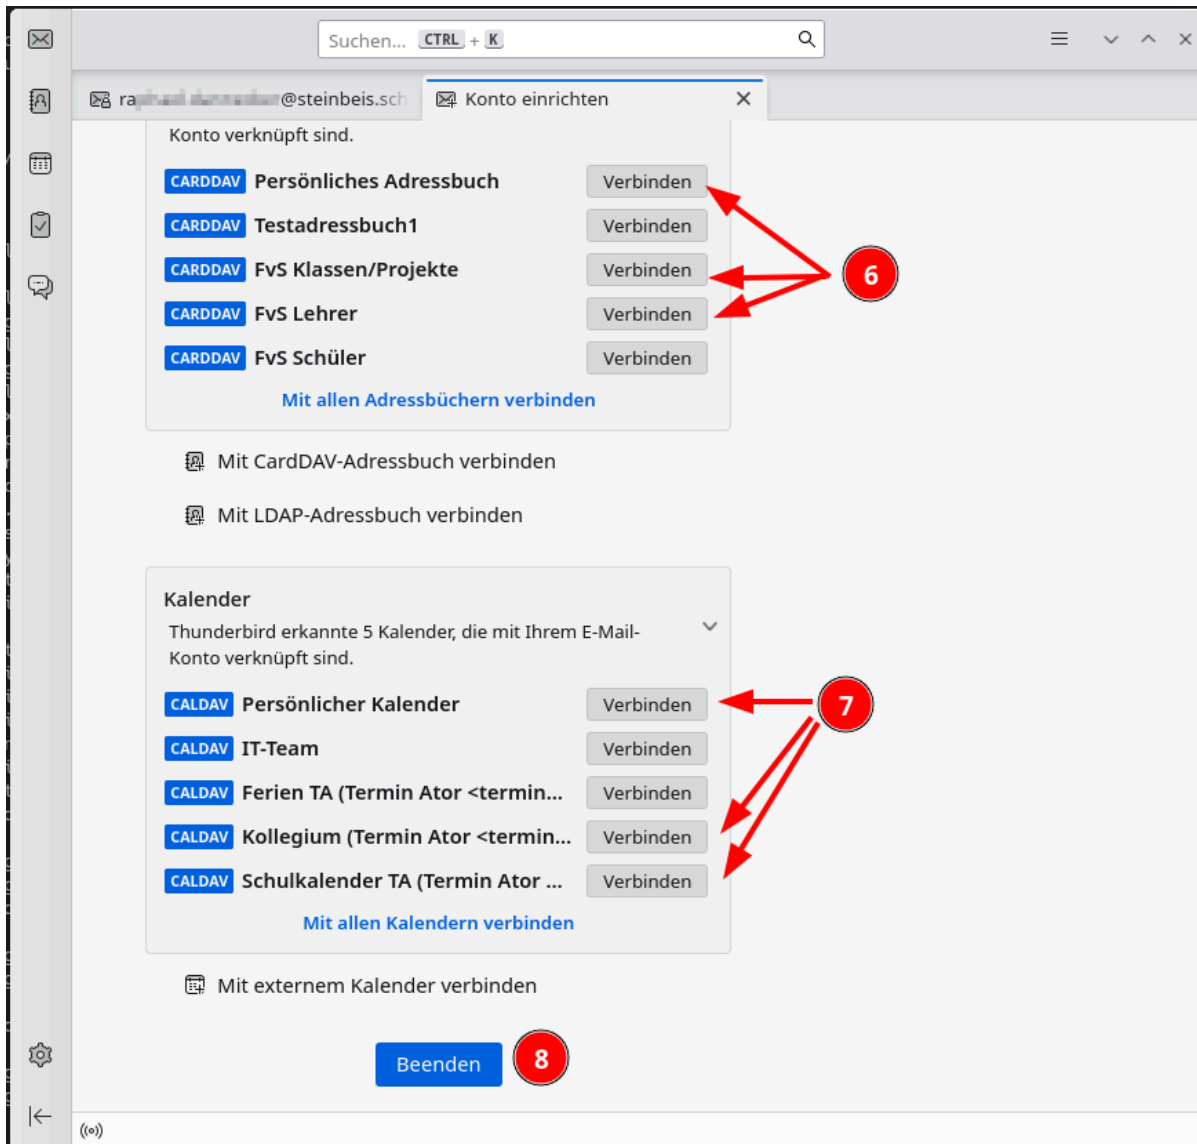 Suchen... CTRL + K
@steinbeis.sch
Konto einrichten
Konto verknüpft sind.
CARDDAV Persönliches Adressbuch Verbinden
CARDDAV Testadressbuch1 Verbinden
CARDDAV FvS Klassen/Projekte Verbinden
6
CARDDAV FvS Lehrer Verbinden
CARDDAV FvS Schüler Verbinden
Mit allen Adressbüchern verbinden
Mit CardDAV-Adressbuch verbinden
Mit LDAP-Adressbuch verbinden
Kalender
Thunderbird erkannte 5 Kalender, die mit Ihrem E-Mail-
Konto verknüpft sind.
CALDAV Persönlicher Kalender Verbinden
7
CALDAV IT-Team Verbinden
CALDAV Ferien TA (Termin Ator <termin... Verbinden
CALDAV Kollegium (Termin Ator <termin... Verbinden
CALDAV Schulkalender TA (Termin Ator ... Verbinden
Mit allen Kalendern verbinden
Mit externem Kalender verbinden
Beenden
8